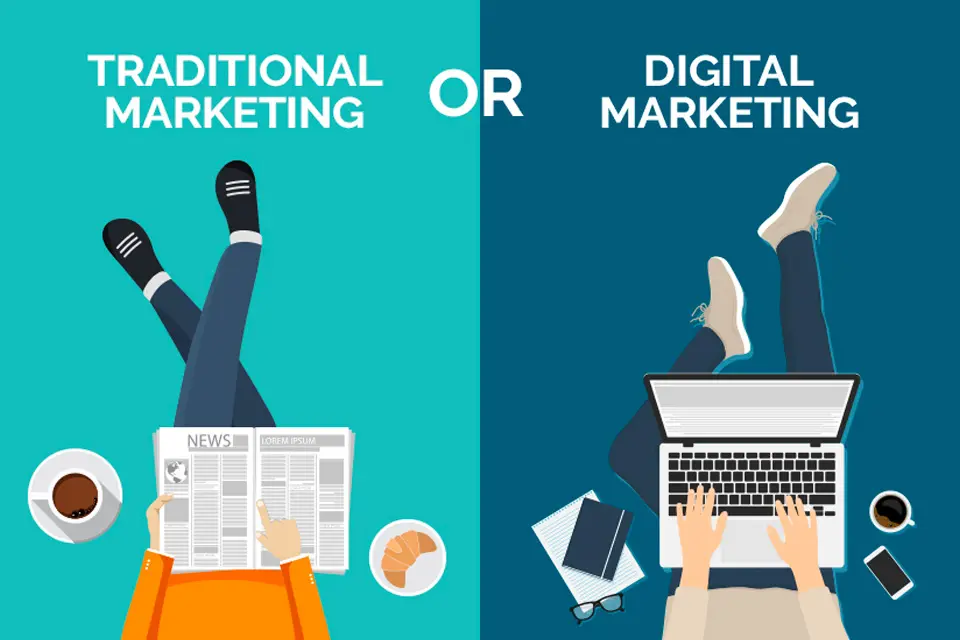 TRADITIONAL
MARKETING
OR
DIGITAL
MARKETING
NEWS
LOREM IPSUM